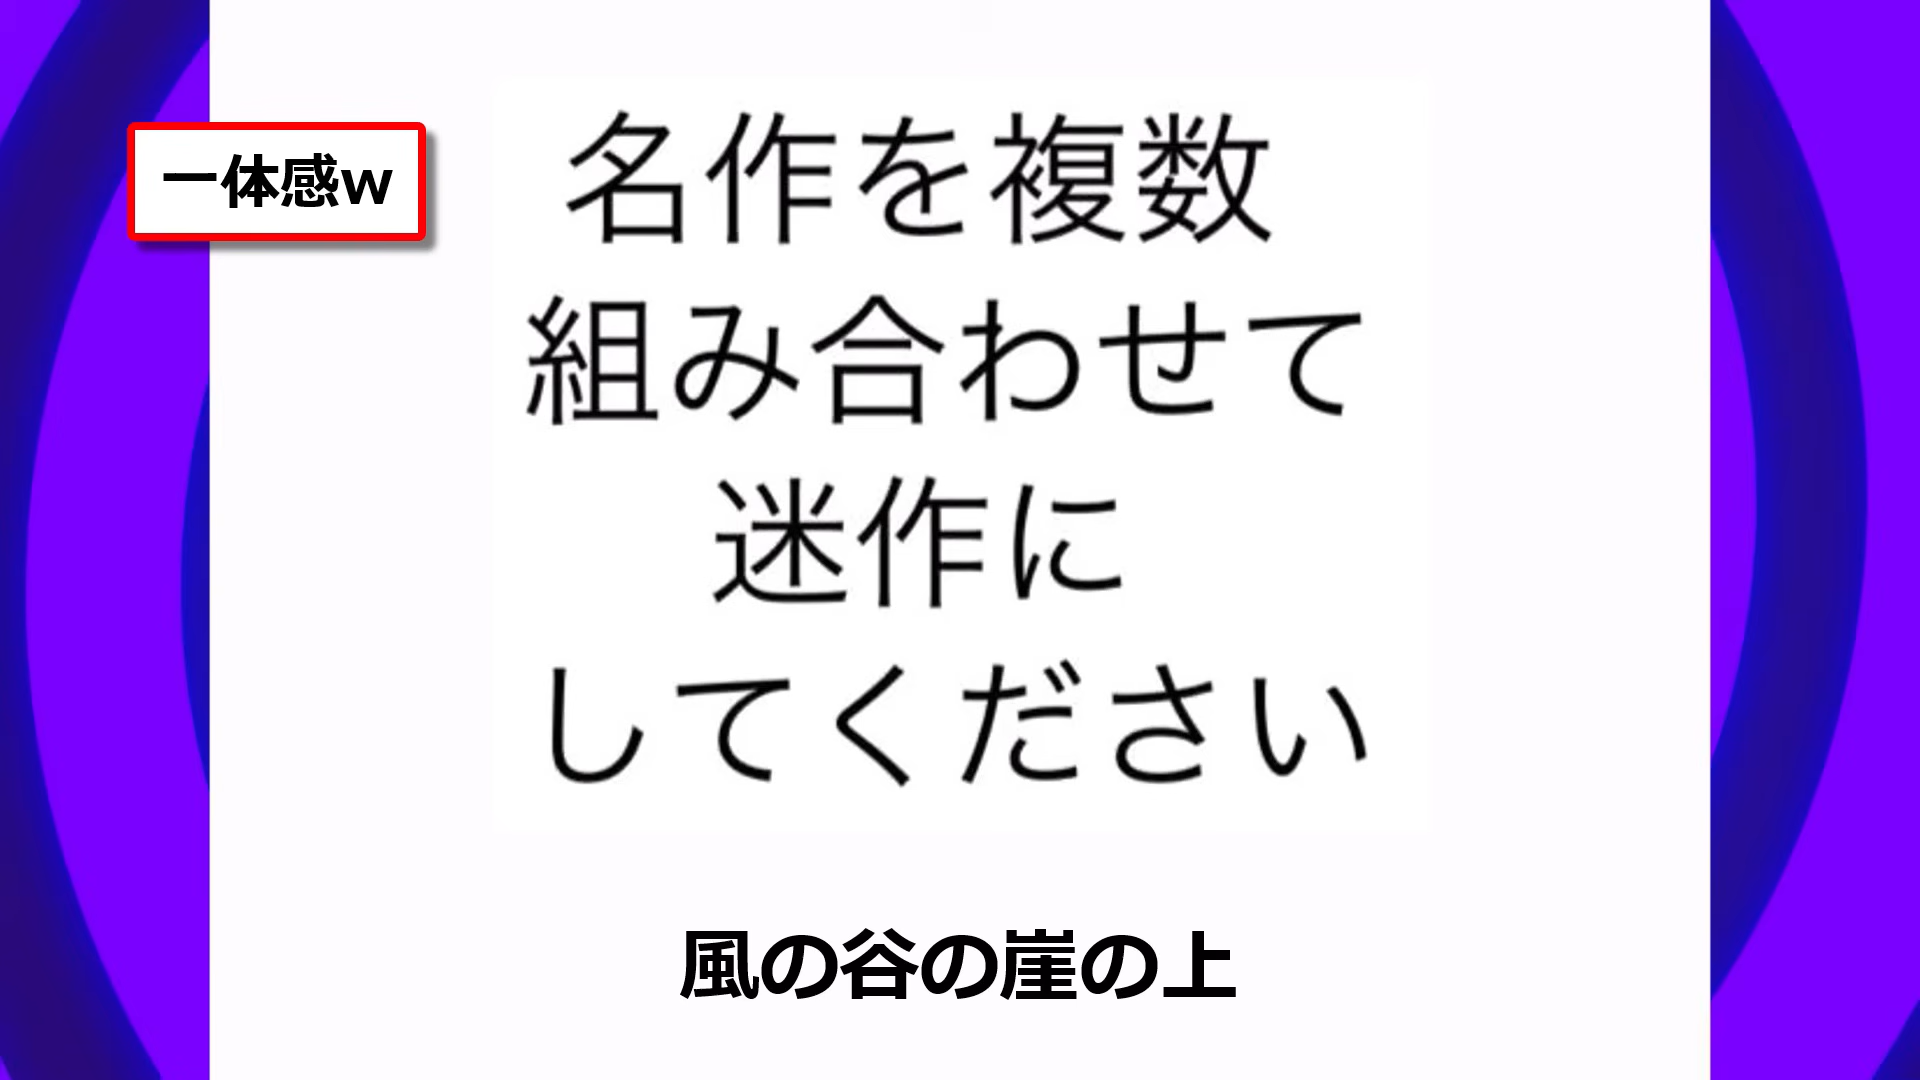 一体感w
名作を複数
組み合わせて
迷作に
してください
風の谷の崖の上